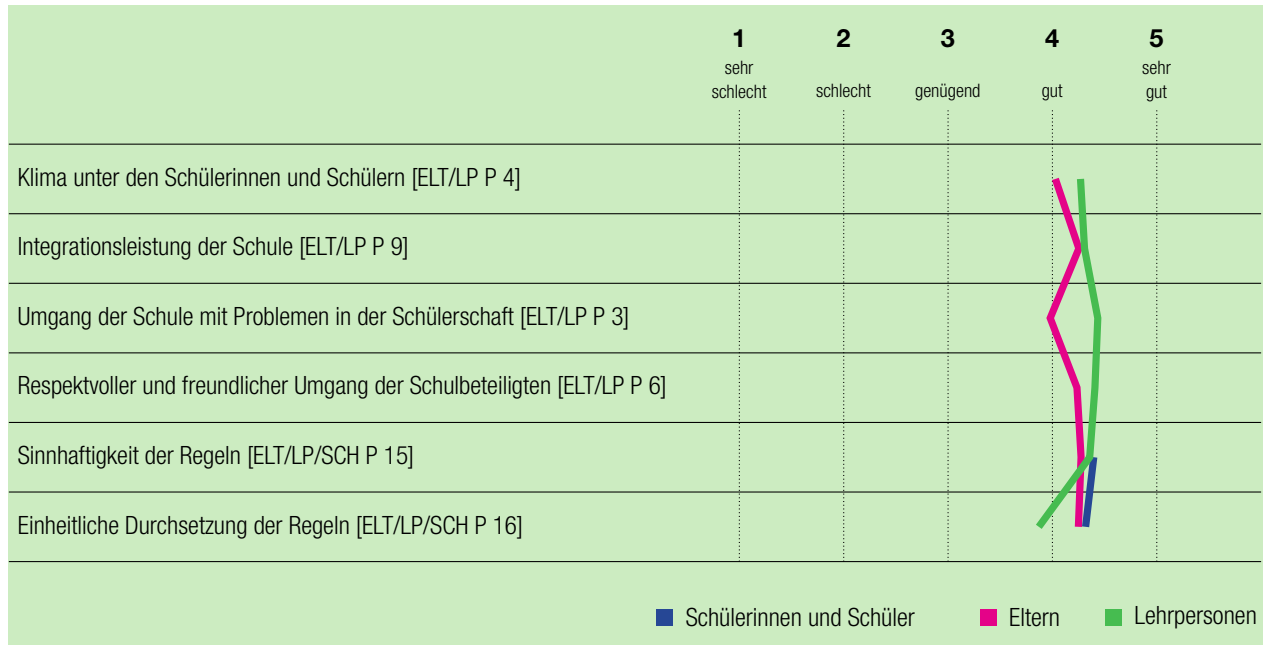 1 2 3 4 5
sehr schlecht schlecht genügend gut sehr gut
Klima unter den Schülerinnen und Schülern [ELT/LP P 4]
Integrationsleistung der Schule [ELT/LP P 9]
Umgang der Schule mit Problemen in der Schülerschaft [ELT/LP P 3]
Respektvoller und freundlicher Umgang der Schulbeteiligten [ELT/LP P 6]
Sinnhaftigkeit der Regeln [ELT/LP/SCH P 15]
Einheitliche Durchsetzung der Regeln [ELT/LP/SCH P 16]
Schülerinnen und Schüler Eltern Lehrpersonen